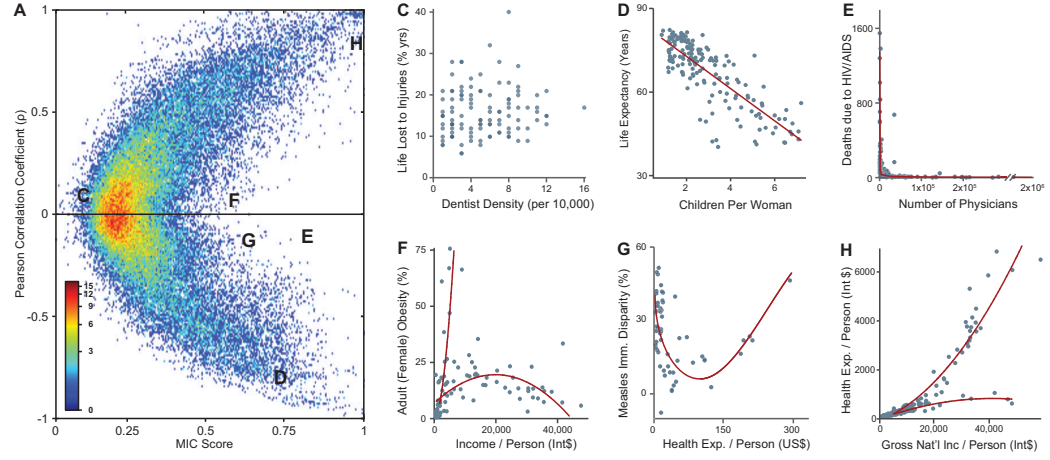 A
1
0.5
0
-0.5
-1
Pearson Correlation Coefficient (ρ)
H
C
F
G
E
D
15
12
9
6
3
0
0.25
0.5
0.75
1
MIC Score
C
40
30
20
10
0
Life Lost to Injuries (% yrs)
0
4
8
12
16
Dentist Density (per 10,000)
D
90
60
30
Life Expedancy (Years)
2
4
6
Children Per Woman
E
1600
800
0
Deaths due to HIV/AIDS
0
1x10⁵
2x10⁵
2x10⁶
Number of Physicians
F
75
50
25
0
Adult (Female) Obesity (%)
0
20,000
40,000
Income / Person (Int$)
G
60
40
20
0
Measles Imm. Disparity (%)
0
150
300
Health Exp. / Person (US$)
H
6000
4000
2000
0
Health Exp. / Person (Int $)
0
20,000
40,000
Gross Nat'l Inc / Person (Int$)